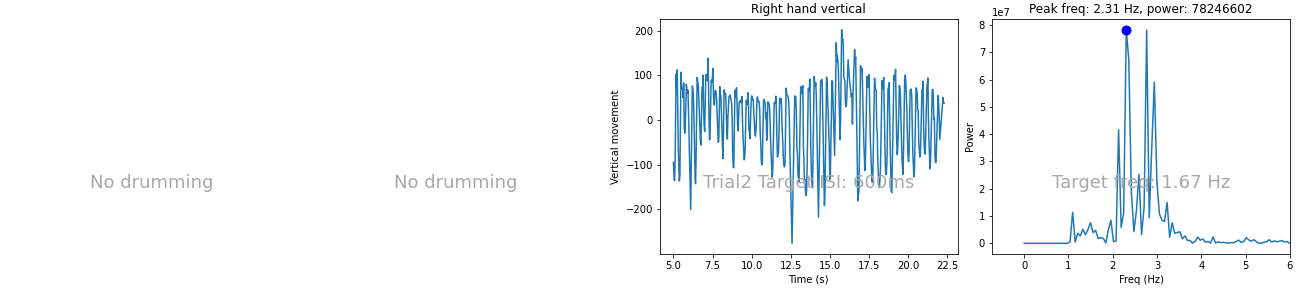 No drumming
No drumming
Right hand vertical
Vertical movement
200
100
0
−100
−200
Trial2 Target ISI: 600ms
5.0 7.5 10.0 12.5 15.0 17.5 20.0 22.5
Time (s)
Peak freq: 2.31 Hz, power: 78246602
1e7
Power
8
7
6
5
4
3
2
1
0
Target freq: 1.67 Hz
0 1 2 3 4 5 6
Freq (Hz)